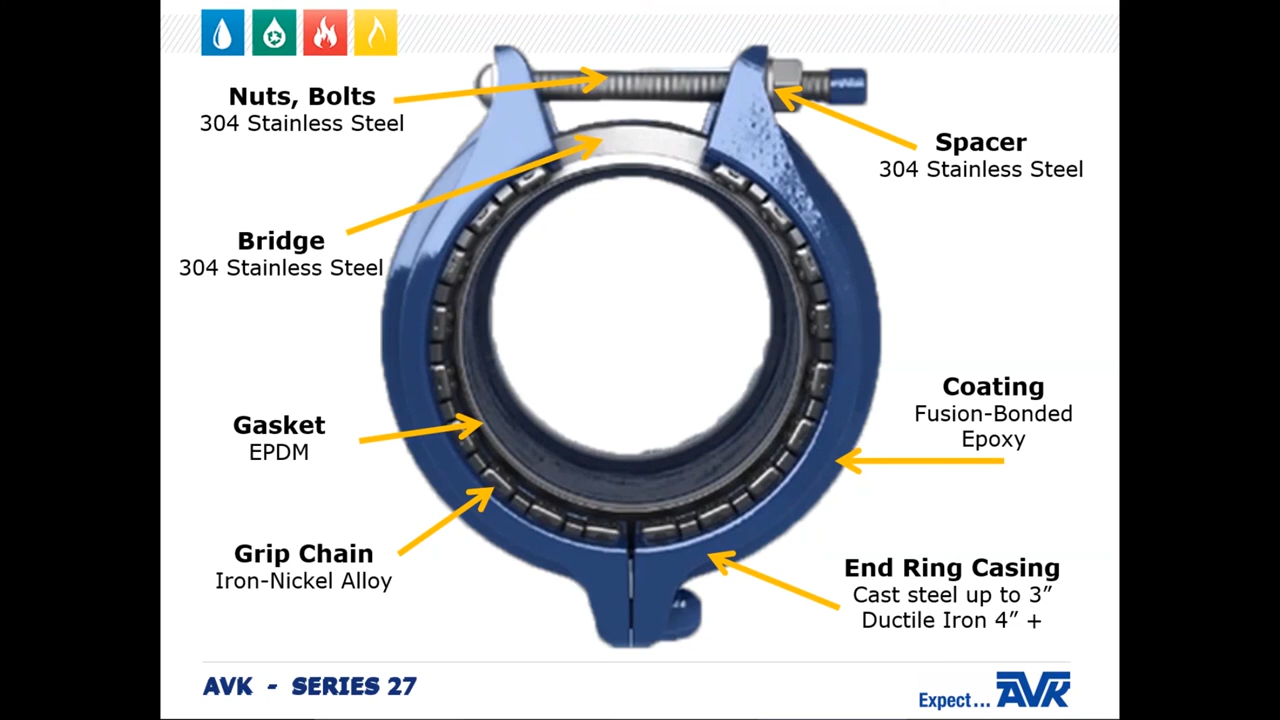 Nuts, Bolts
304 Stainless Steel
Spacer
304 Stainless Steel
Bridge
304 Stainless Steel
Coating
Fusion-Bonded
Epoxy
Gasket
EPDM
Grip Chain
Iron-Nickel Alloy
End Ring Casing
Cast steel up to 3”
Ductile Iron 4” +
AVK - SERIES 27
Expect... AVK